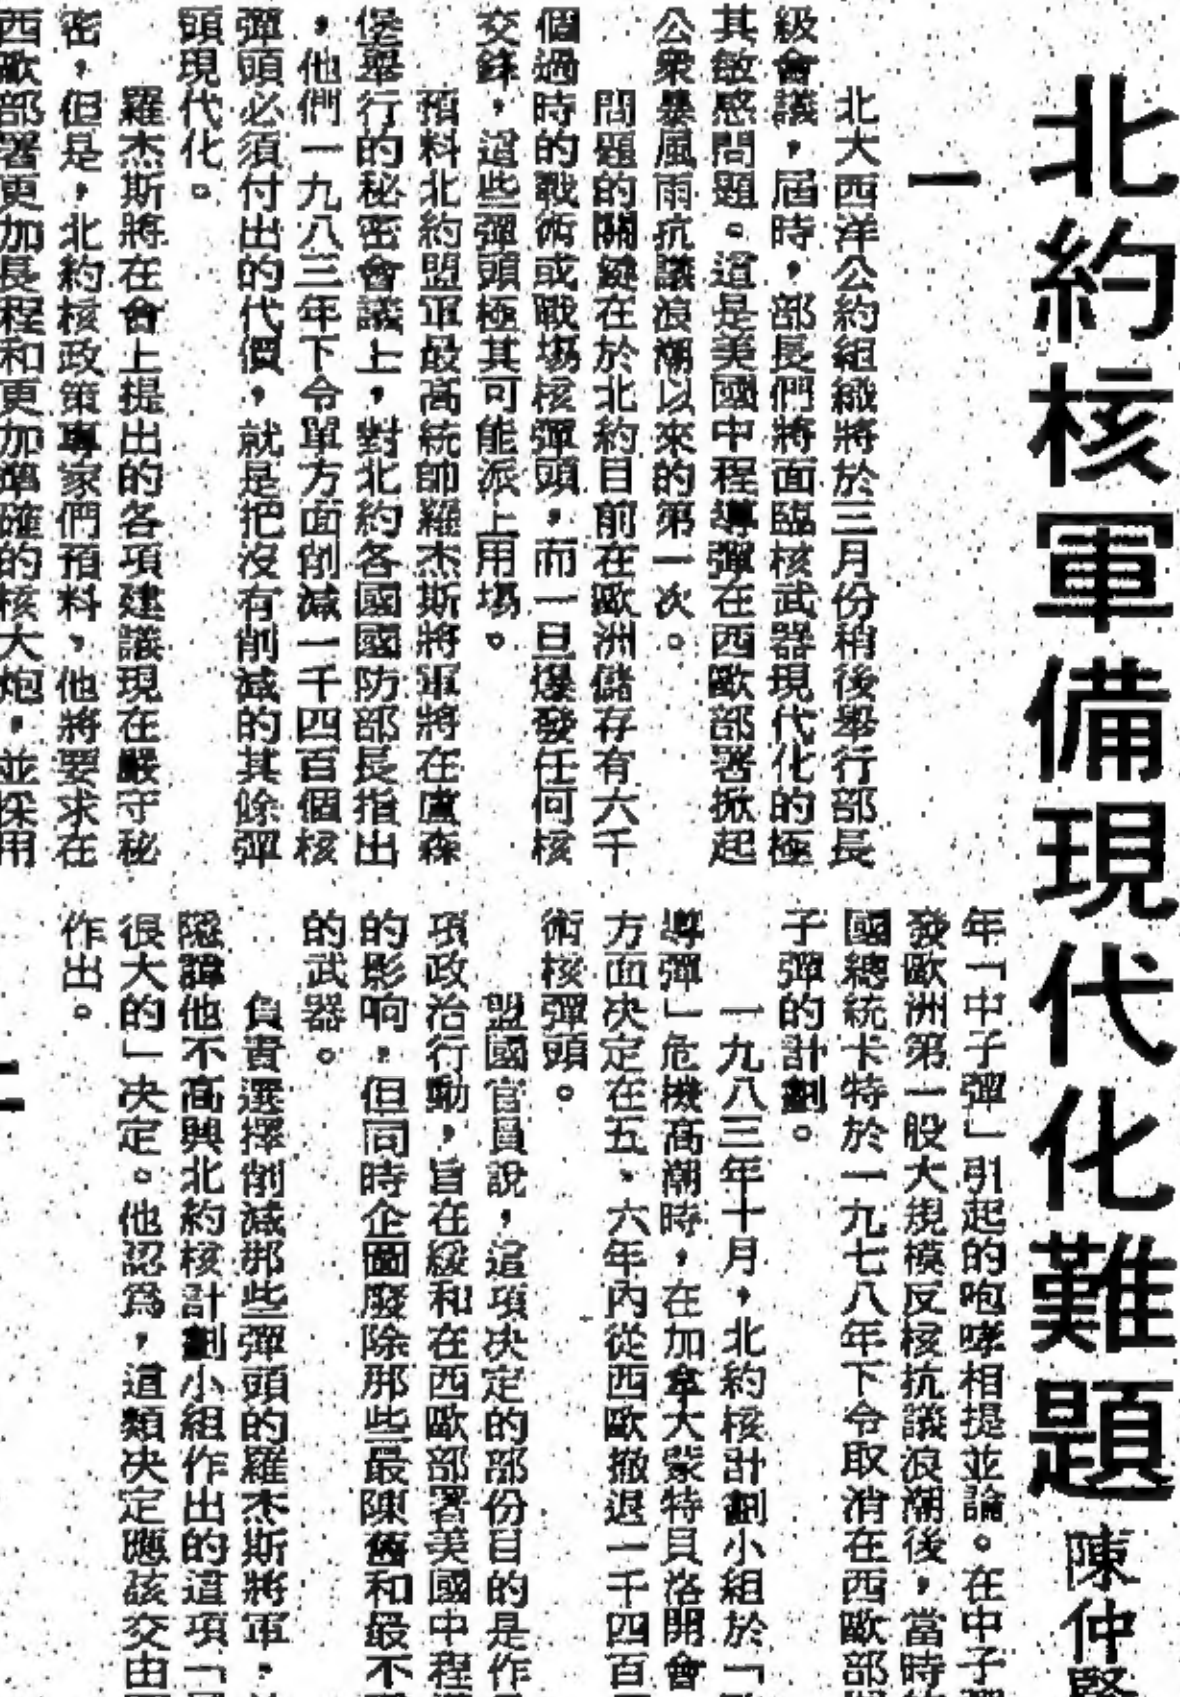 北約核軍備現代化難題
陳仲賢
一
北大西洋公約組織將於三月份稍後舉行部長
級會議，屆時，部長們將面臨核武器現代化的極
其敏感問題。這是美國中程導彈在西歐部署掀起
公衆暴風雨抗議浪潮以來的第一次。
問題的關鍵在於北約目前在歐洲儲存有六千
個過時的戰術或戰場核彈頭，而一旦爆發任何核
交鋒，這些彈頭極其可能派上用場。
預料北約盟軍最高統帥羅杰斯將軍將在盧森
堡舉行的秘密會議上，對北約各國國防部長指出
，他們一九八三年下令單方面削減一千四百個核
彈頭必須付出的代價，就是把沒有削減的其餘彈
頭現代化。
羅杰斯將在會上提出的各項建議現在嚴守秘
密，但是，北約核政策專家們預料，他將要求在
西歐部署更加長程和更加準確的核大炮，並採用
年「中子彈」引起的咆哮相提並論。在中子彈
發歐洲第一股大規模反核抗議浪潮後，當時
國總統卡特於一九七八年下令取消在西歐部
子彈的計劃。
一九八三年十月，北約核計劃小組於「
導彈」危機高潮時，在加拿大蒙特貝洛開會
方面决定在五、六年內從西歐撤退一千四百
術核彈頭。
盟國官員說，這項决定的部份目的是作
項政治行動，旨在緩和在西歐部署美國中程
的影响，但同時企圖廢除那些最陳舊和最不
的武器。
負責選擇削減那些彈頭的羅杰斯將軍，
隱諱他不高興北約核計劃小組作出的這項「
很大的」决定。他認爲，這類决定應該交由
作出。